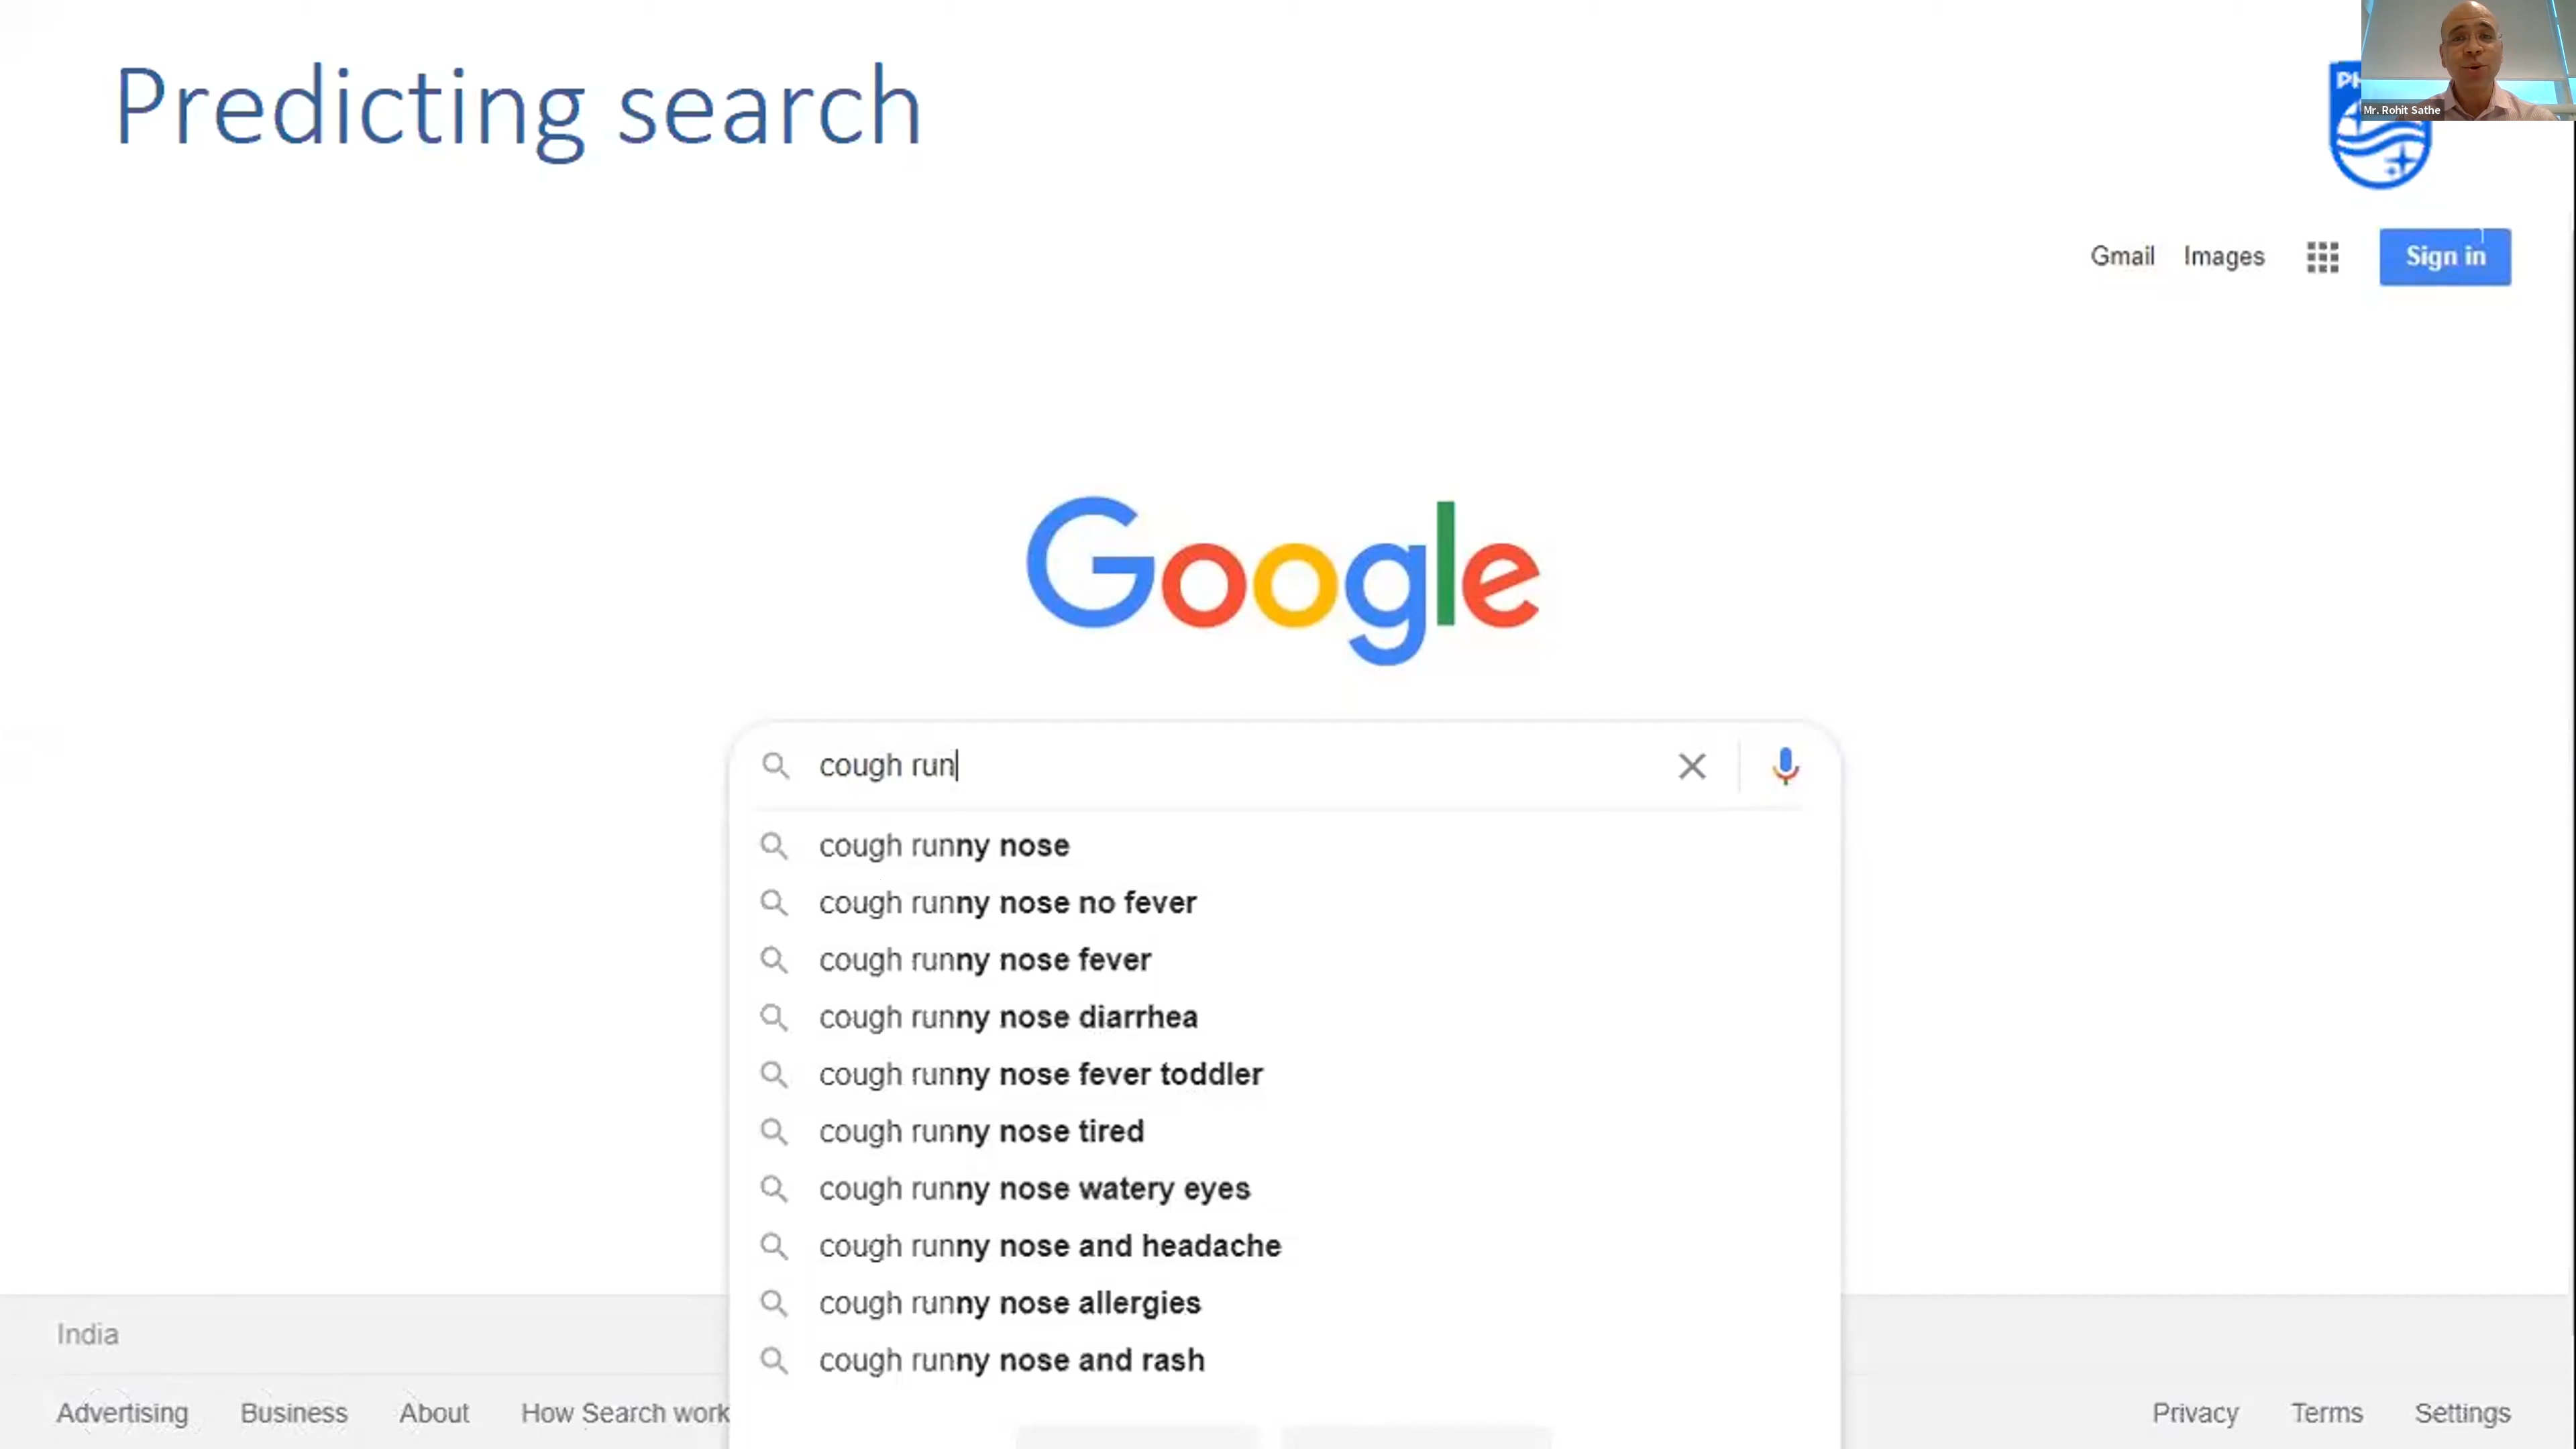 Predicting search
PH
Mr. Rohit Sathe
Gmail Images
Sign in
Google
cough run
cough runny nose
cough runny nose no fever
cough runny nose fever
cough runny nose diarrhea
cough runny nose fever toddler
cough runny nose tired
cough runny nose watery eyes
cough runny nose and headache
cough runny nose allergies
cough runny nose and rash
India
Advertising Business About How Search work
Privacy Terms Settings